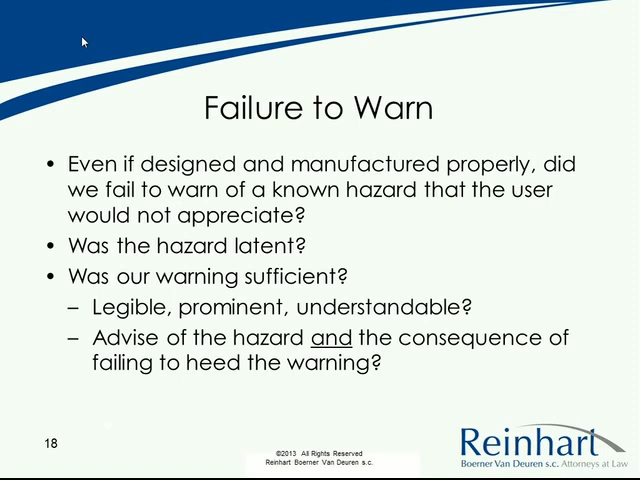 Failure to Warn
• Even if designed and manufactured properly, did
we fail to warn of a known hazard that the user
would not appreciate?
• Was the hazard latent?
• Was our warning sufficient?
– Legible, prominent, understandable?
– Advise of the hazard and the consequence of
failing to heed the warning?
18
©2013 All Rights Reserved
Reinhart Boerner Van Deuren s.c.
Reinhart
Boerner Van Deuren s.c. Attorneys at Law